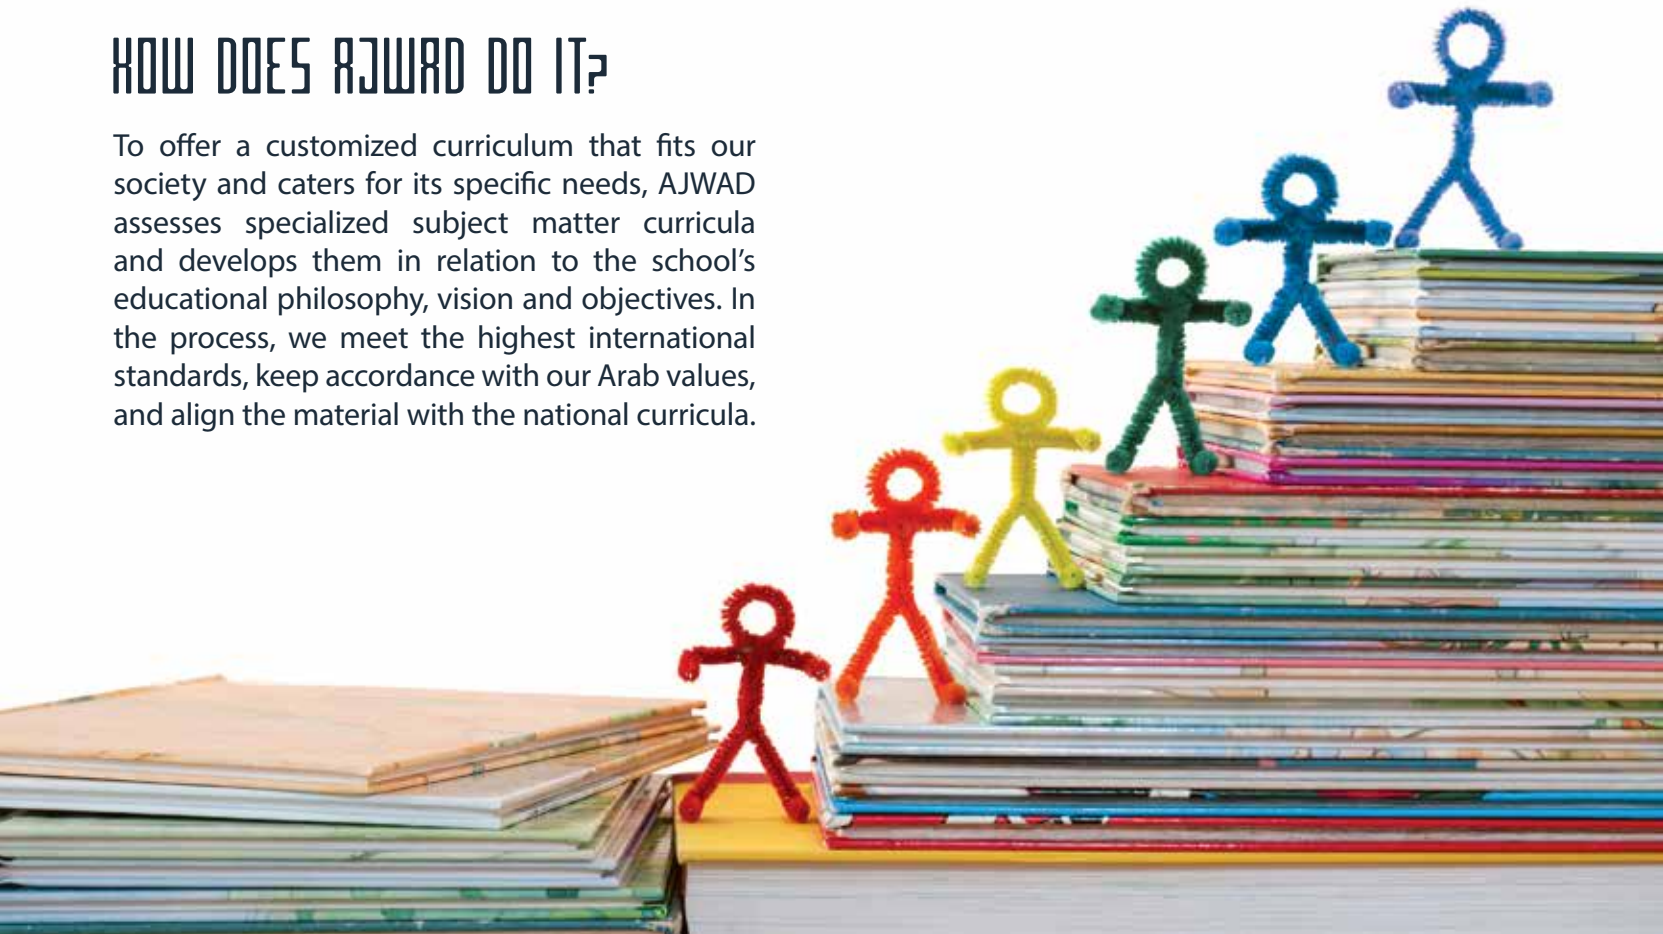 HOW DOES AJWAD DO IT?
To offer a customized curriculum that fits our
society and caters for its specific needs, AJWAD
assesses specialized subject matter curricula
and develops them in relation to the school’s
educational philosophy, vision and objectives. In
the process, we meet the highest international
standards, keep accordance with our Arab values,
and align the material with the national curricula.